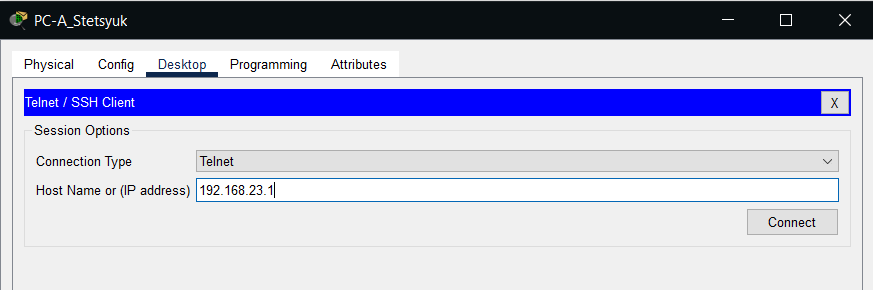 PC-A_Stetsyuk
Physical Config Desktop Programming Attributes
Telnet / SSH Client X
Session Options
Connection Type Telnet
Host Name or (IP address) 192.168.23.1
Connect